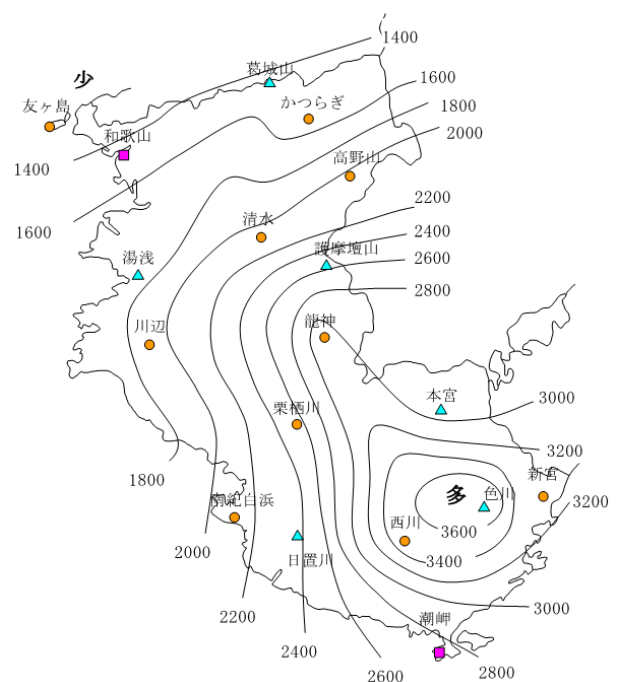 1400
葛城山
少
1600
友ヶ島
かつらぎ
1800
和歌山
2000
高野山
1400
2200
清水
1600
2400
護摩壇山
湯浅
2600
2800
龍神
川辺
本宮
3000
栗栖川
3200
1800
新宮
多
色川
南紀白浜
3200
西川
3600
2000
日置川
3400
3000
2200
潮岬
2400
2600
2800